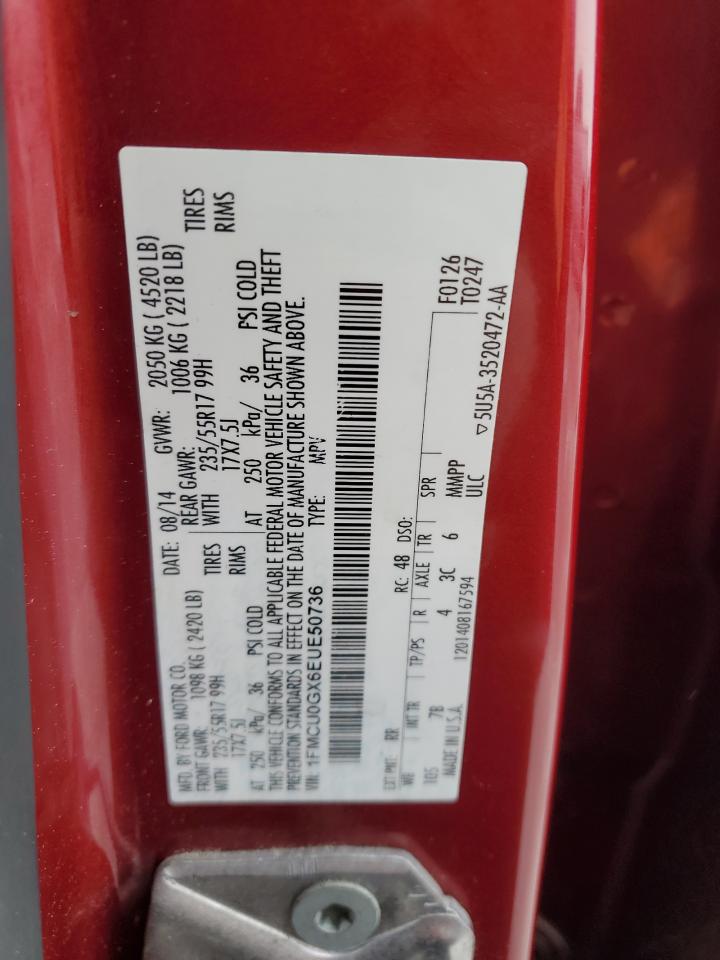 MFD. BY FORD MOTOR CO. DATE: 08/14 GVWR: 2050 KG ( 4520 LB)
FRONT GAWR: 1098 KG ( 2420 LB) REAR GAWR: 1006 KG ( 2218 LB)
WITH 235/55R17 99H TIRES WITH 235/55R17 99H TIRES
17X7.5J RIMS 17X7.5J RIMS
AT 250 kPa/ 36 PSI COLD AT 250 kPa/ 36 PSI COLD
THIS VEHICLE CONFORMS TO ALL APPLICABLE FEDERAL MOTOR VEHICLE SAFETY AND THEFT
PREVENTION STANDARDS IN EFFECT ON THE DATE OF MANUFACTURE SHOWN ABOVE.
VIN: 1FMCU0GX6EUE50736 TYPE: MPV
EXT PNT: RR RC: 48 DSO:
WB INT TR TP/PS R AXLE TR SPR F0126
105 7B 4 3C 6 MMPP T0247
ULC
MADE IN U.S.A. 1201408167594 ▽ 5U5A-3520472-AA